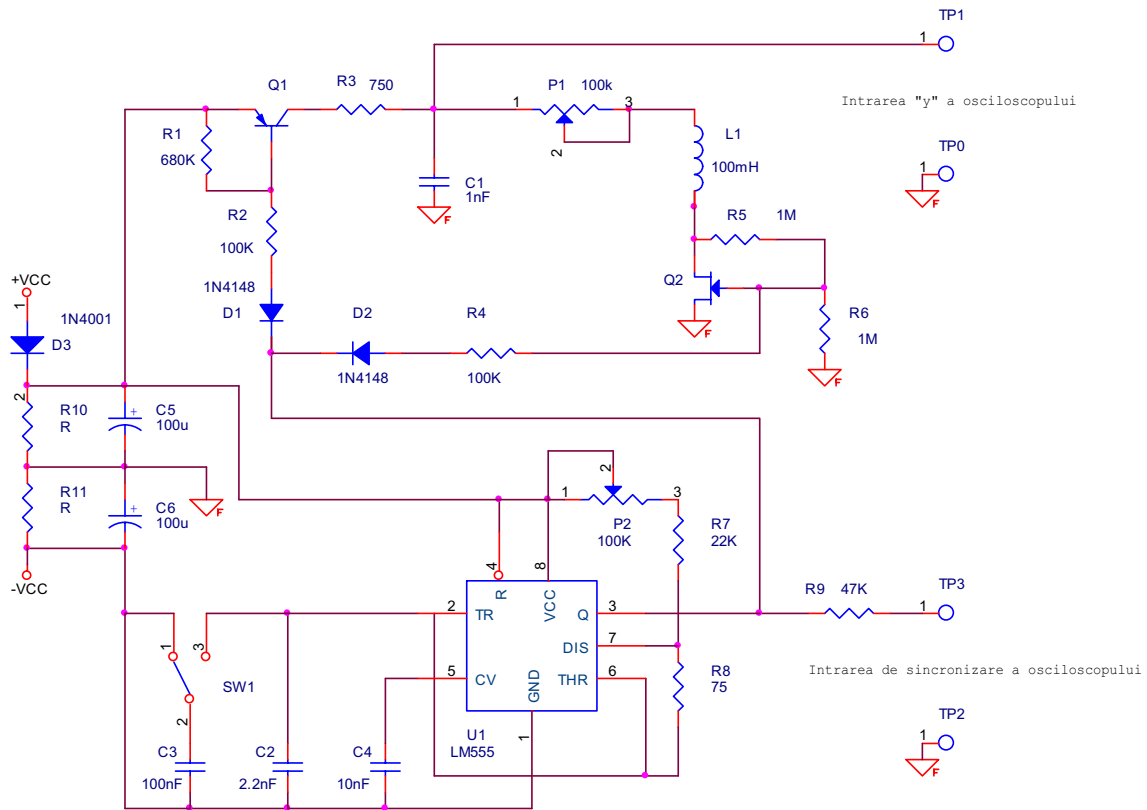 TP1
1
Q1
R3 750
P1 100k
1
3
2
Intrarea "y" a osciloscopului
R1
680K
L1
100mH
TP0
1
F
C1
1nF
F
R2
100K
R5 1M
1N4148
D1
Q2
F
R6
1M
F
+VCC
1
1N4001
D3
2
D2
1N4148
R4
100K
R10
R
C5
100u
+
R11
R
C6
100u
+
F
-VCC
2
1
3
P2
100K
R7
22K
4
8
R
VCC
2
TR
Q
3
R9 47K
TP3
1
DIS
7
5
CV
GND
THR
6
R8
75
Intrarea de sincronizare a osciloscopului
1
3
SW1
2
U1
LM555
1
TP2
1
F
C3
100nF
C2
2.2nF
C4
10nF